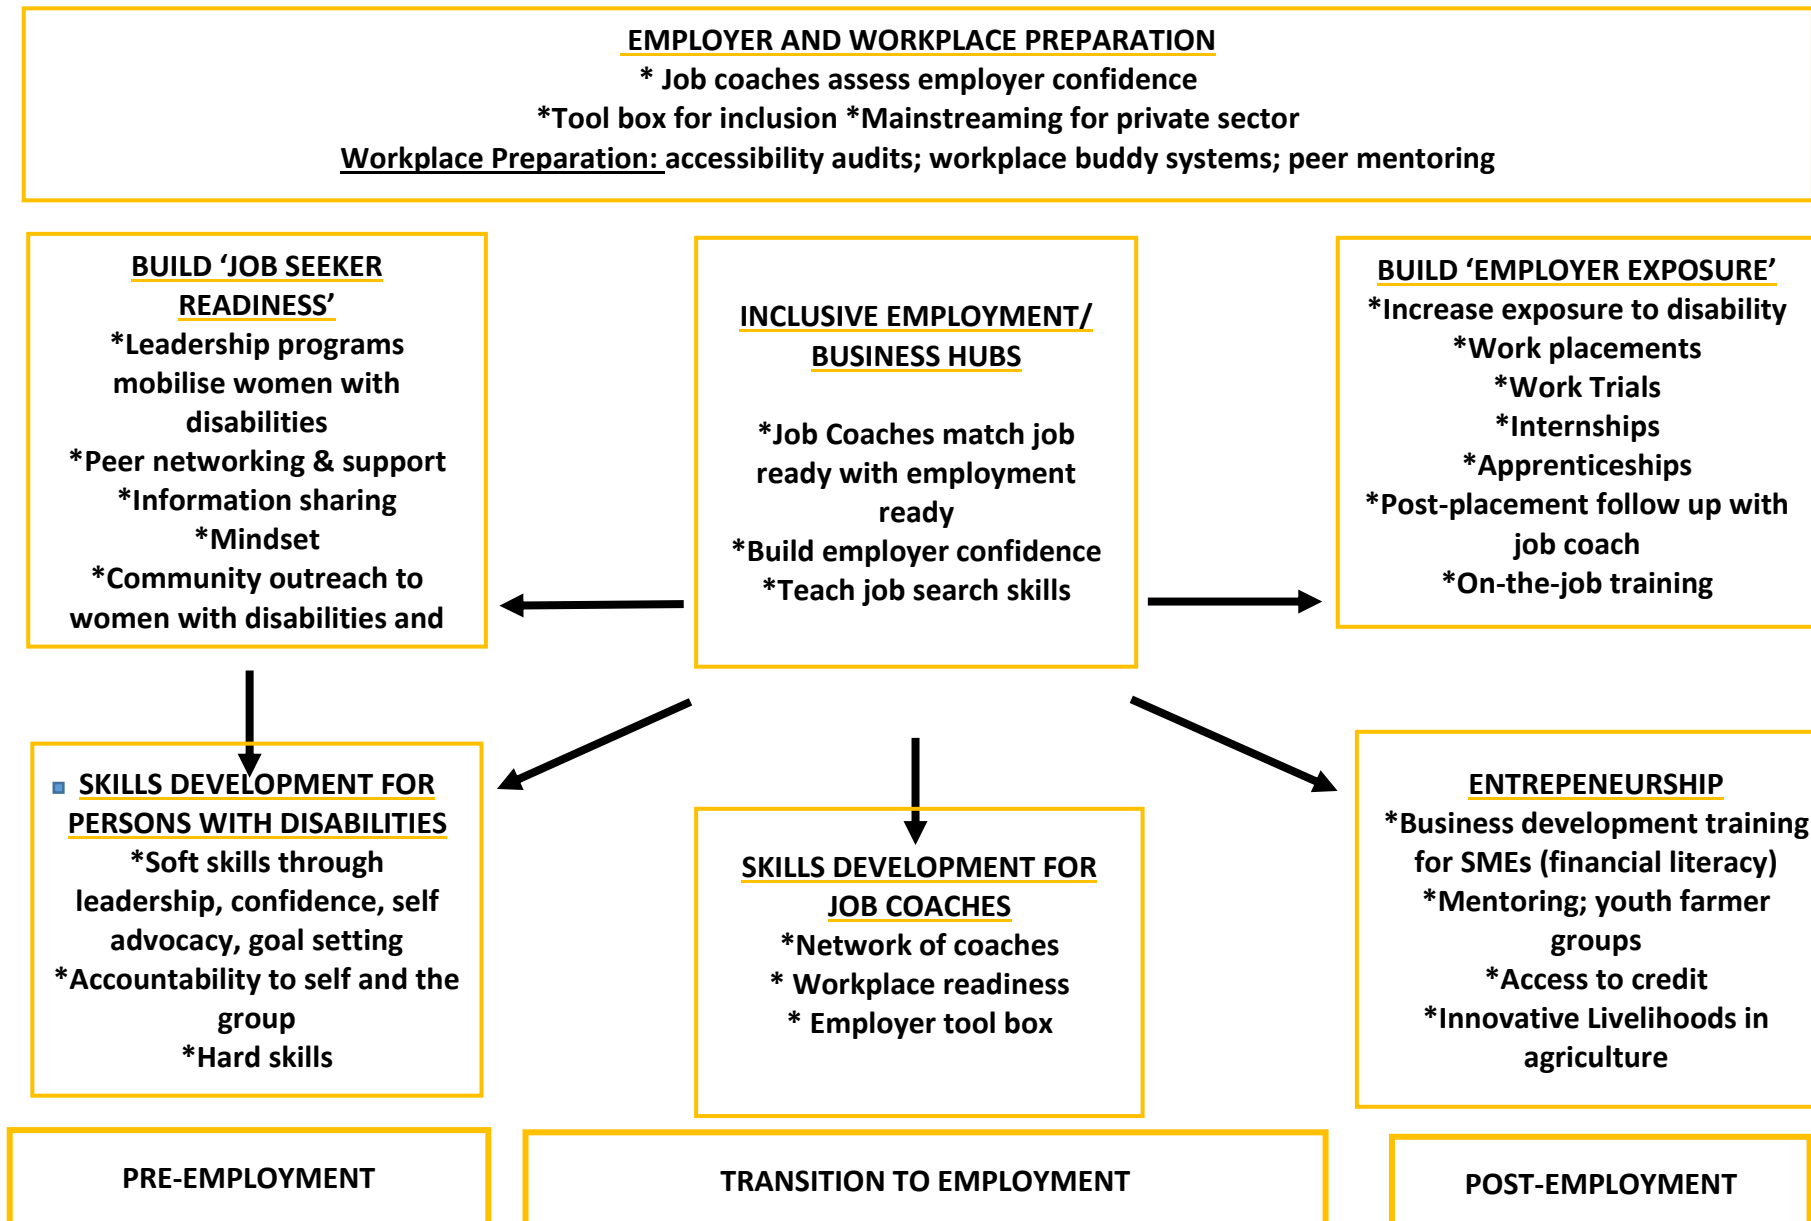 EMPLOYER AND WORKPLACE PREPARATION
* Job coaches assess employer confidence
*Tool box for inclusion *Mainstreaming for private sector
Workplace Preparation: accessibility audits; workplace buddy systems; peer mentoring
BUILD ‘JOB SEEKER
READINESS’
*Leadership programs
mobilise women with
disabilities
*Peer networking & support
*Information sharing
*Mindset
*Community outreach to
women with disabilities and
INCLUSIVE EMPLOYMENT/
BUSINESS HUBS
*Job Coaches match job
ready with employment
ready
*Build employer confidence
*Teach job search skills
BUILD ‘EMPLOYER EXPOSURE’
*Increase exposure to disability
*Work placements
*Work Trials
*Internships
*Apprenticeships
*Post-placement follow up with
job coach
*On-the-job training
SKILLS DEVELOPMENT FOR
PERSONS WITH DISABILITIES
*Soft skills through
leadership, confidence, self
advocacy, goal setting
*Accountability to self and the
group
*Hard skills
SKILLS DEVELOPMENT FOR
JOB COACHES
*Network of coaches
* Workplace readiness
* Employer tool box
ENTREPENEURSHIP
*Business development training
for SMEs (financial literacy)
*Mentoring; youth farmer
groups
*Access to credit
*Innovative Livelihoods in
agriculture
PRE-EMPLOYMENT
TRANSITION TO EMPLOYMENT
POST-EMPLOYMENT